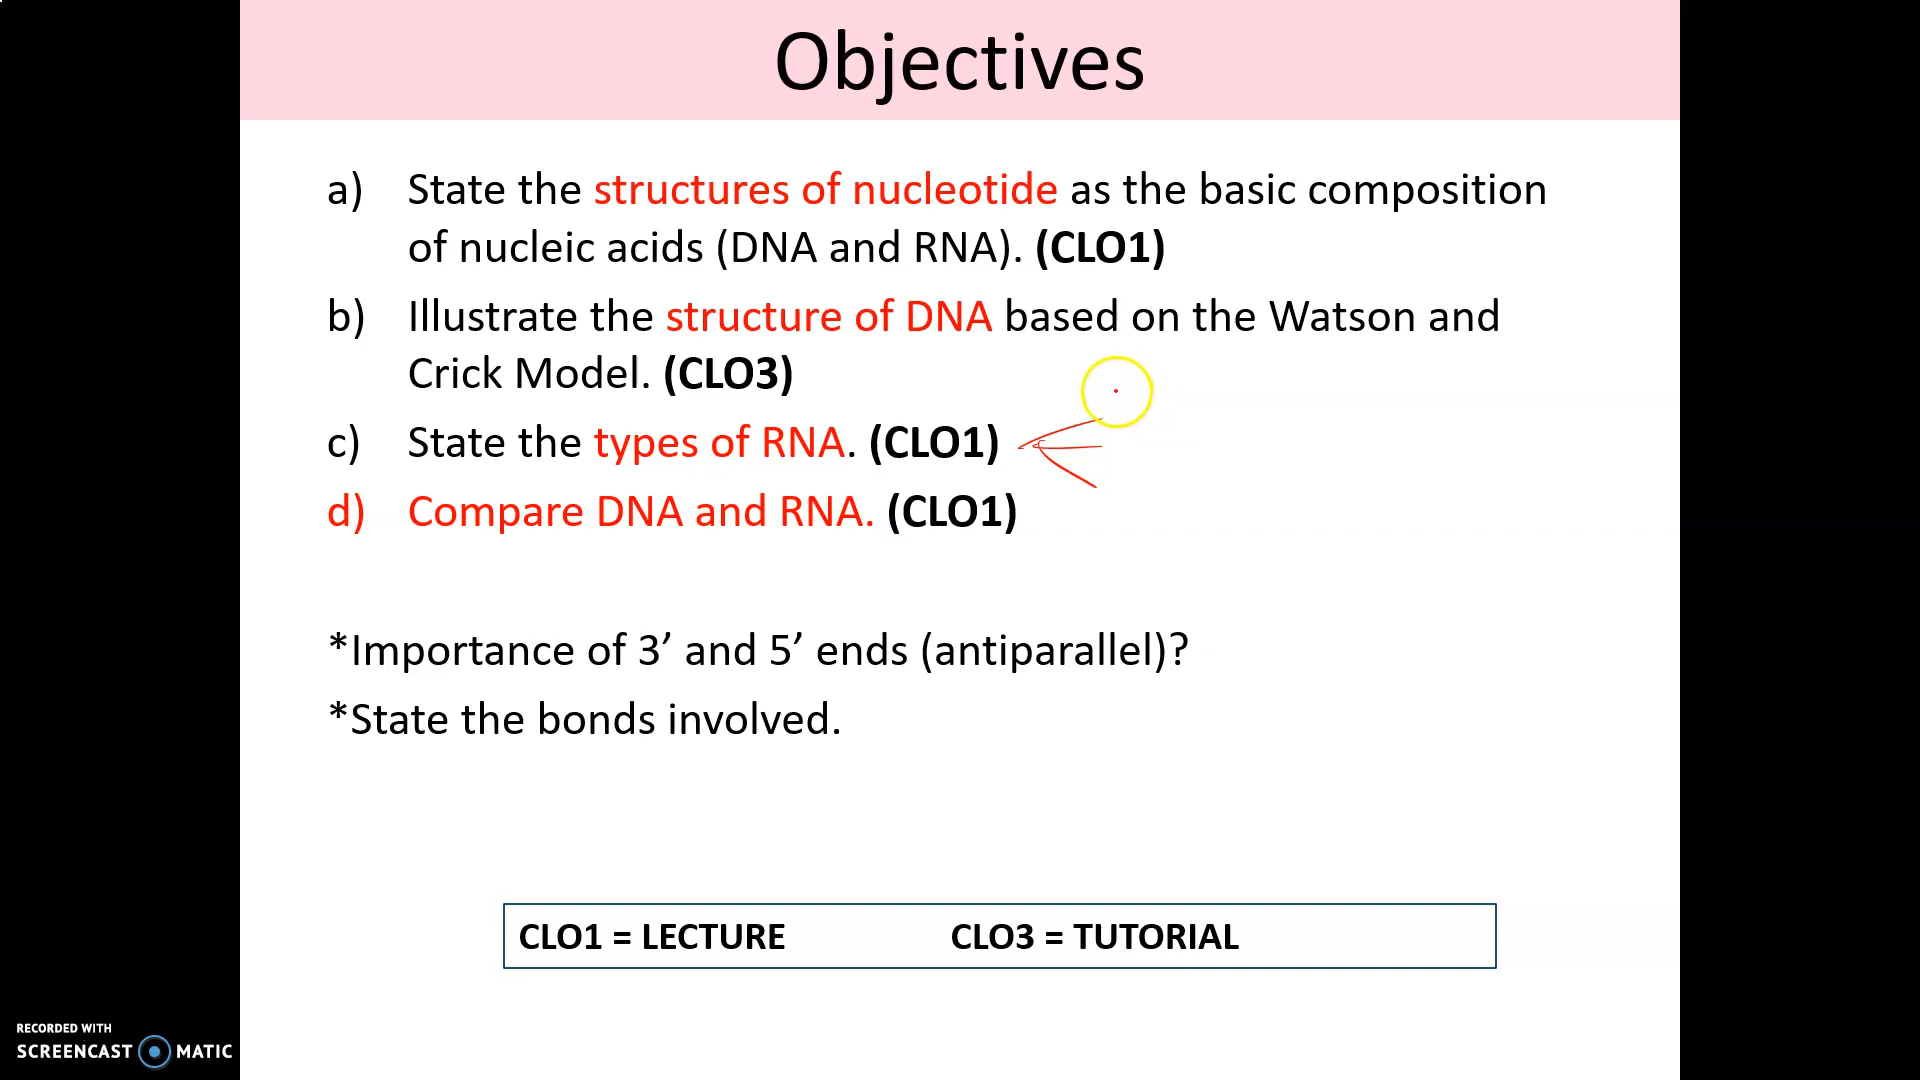 Objectives
a) State the structures of nucleotide as the basic composition
of nucleic acids (DNA and RNA). (CLO1)
b) Illustrate the structure of DNA based on the Watson and
Crick Model. (CLO3)
c) State the types of RNA. (CLO1)
d) Compare DNA and RNA. (CLO1)
*Importance of 3’ and 5’ ends (antiparallel)?
*State the bonds involved.
CLO1 = LECTURE CLO3 = TUTORIAL
RECORDED WITH
SCREENCAST MATIC